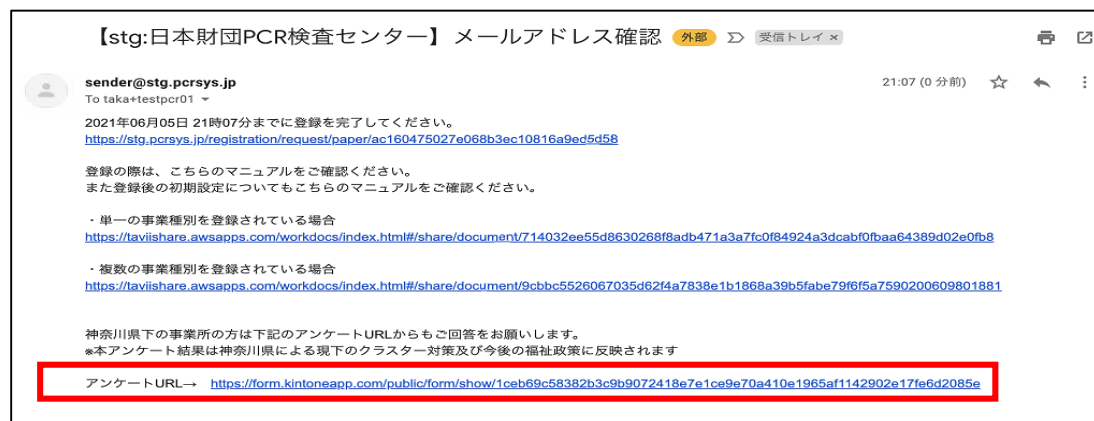 【stg:日本財団PCR検査センター】メールアドレス確認 外部 受信トレイ ×
sender@stg.pcrsys.jp 21:07 (0 分前)
To taka+testpcr01
2021年06月05日 21時07分までに登録を完了してください。
https://stg.pcrsys.jp/registration/request/paper/ac160475027e068b3ec10816a9ed5d58
登録の際は、こちらのマニュアルをご確認ください。
また登録後の初期設定についてもこちらのマニュアルをご確認ください。
・単一の事業種別を登録されている場合
https://taviishare.awsapps.com/workdocs/index.html#/share/document/714032ee55d8630268f8adb471a3a7fc0f84924a3dcabf0fbaa64389d02e0fb8
・複数の事業種別を登録されている場合
https://taviishare.awsapps.com/workdocs/index.html#/share/document/9cbbc5526067035d62f4a7838e1b1868a39b5fabe79f6f5a7590200609801881
神奈川県下の事業所の方は下記のアンケートURLからもご回答をお願いします。
※本アンケート結果は神奈川県による現下のクラスター対策及び今後の福祉政策に反映されます
アンケートURL→ https://form.kintoneapp.com/public/form/show/1ceb69c58382b3c9b9072418e7e1ce9e70a410e1965af1142902e17fe6d2085e